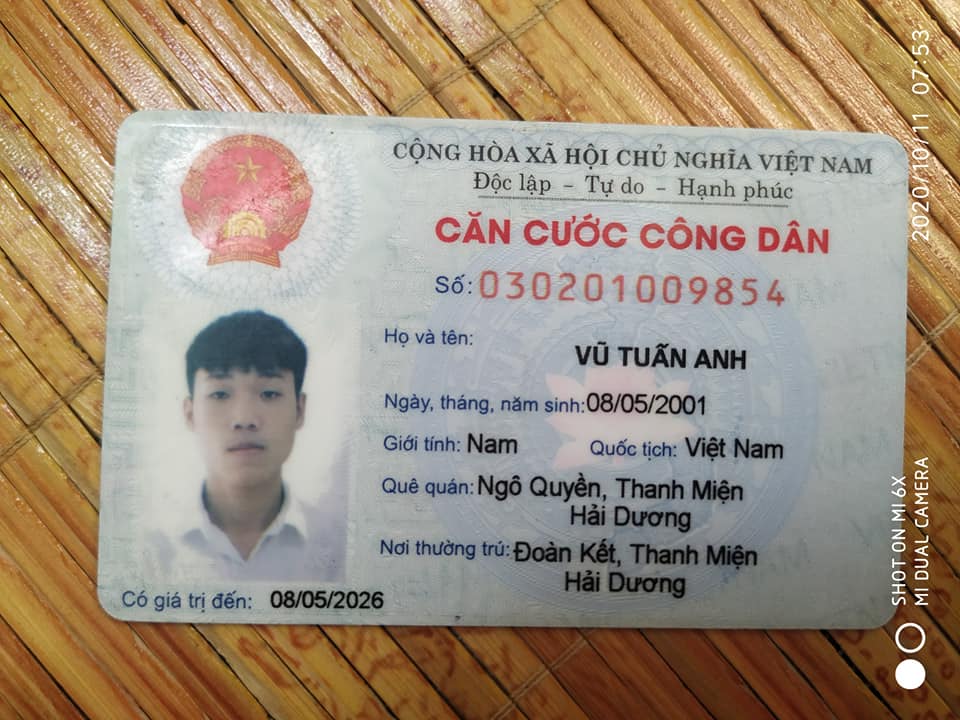 CỘNG HÒA XÃ HỘI CHỦ NGHĨA VIỆT NAM
Độc lập – Tự do – Hạnh phúc
CĂN CƯỚC CÔNG DÂN
Số: 030201009854
Họ và tên:
VŨ TUẤN ANH
Ngày, tháng, năm sinh: 08/05/2001
Giới tính: Nam Quốc tịch: Việt Nam
Quê quán: Ngô Quyền, Thanh Miện
Hải Dương
Nơi thường trú: Đoàn Kết, Thanh Miện
Hải Dương
Có giá trị đến: 08/05/2026
2020/10/11 07:53
SHOT ON MI 6X
MI DUAL CAMERA